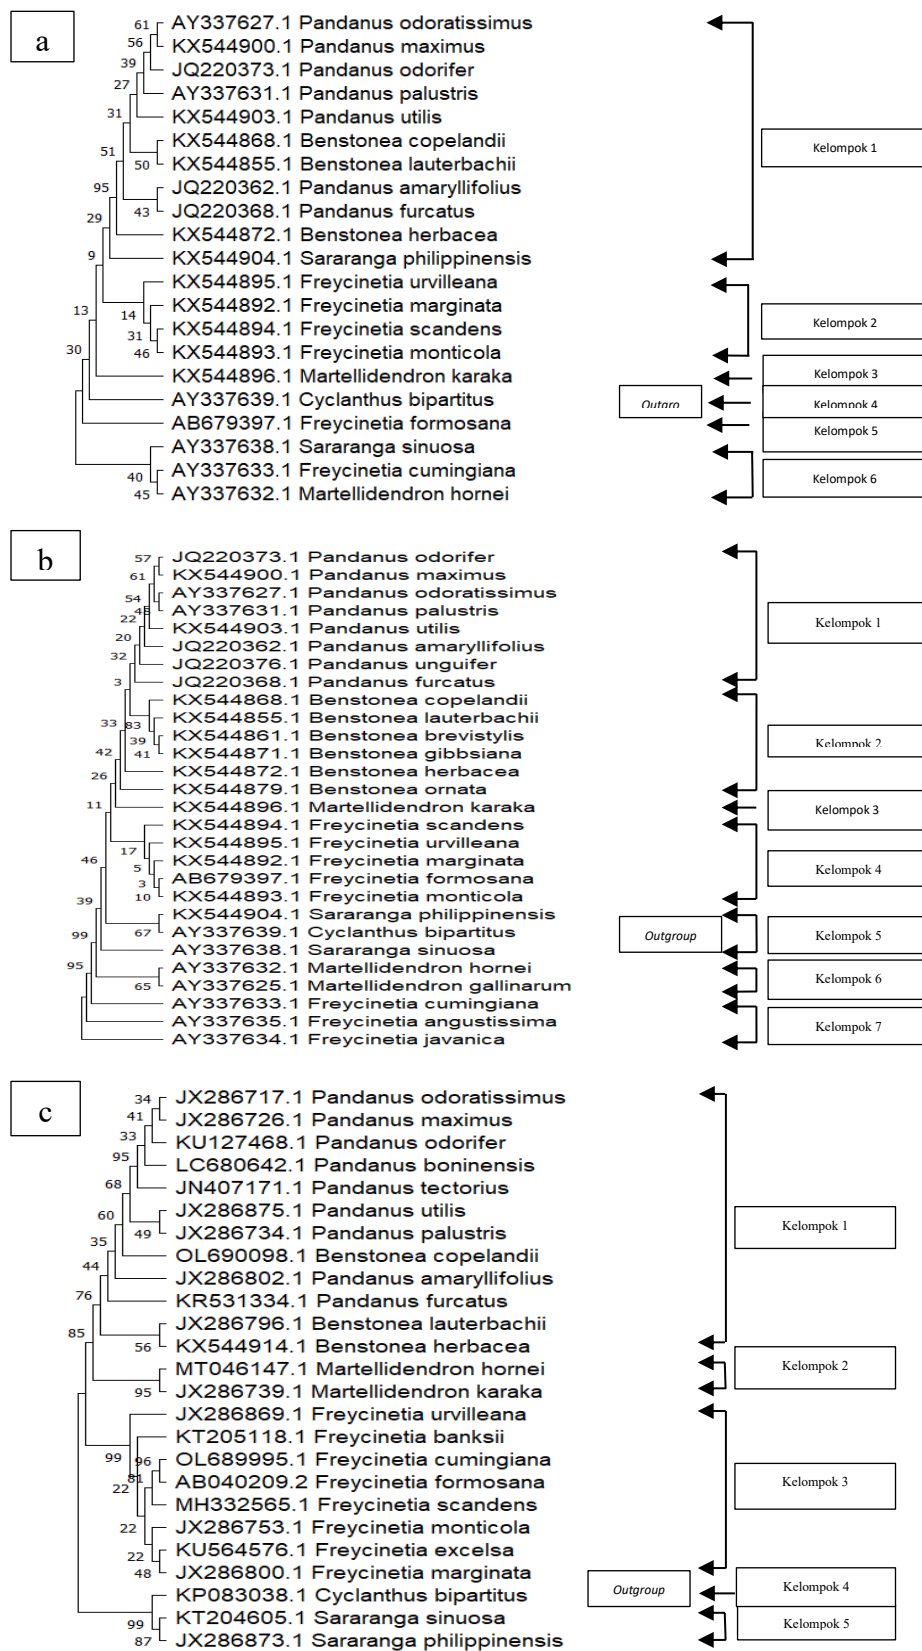 a
61 AY337627.1 Pandanus odoratissimus
56 KX544900.1 Pandanus maximus
39 JQ220373.1 Pandanus odorifer
27 AY337631.1 Pandanus palustris
31 KX544903.1 Pandanus utilis
KX544868.1 Benstonea copelandii
51 50 KX544855.1 Benstonea lauterbachii
95 JQ220362.1 Pandanus amaryllifolius
43 JQ220368.1 Pandanus furcatus
29 KX544872.1 Benstonea herbacea
9 KX544904.1 Sararanga philippinensis
KX544895.1 Freycinetia urvilleana
13 14 KX544892.1 Freycinetia marginata
31 KX544894.1 Freycinetia scandens
30 46 KX544893.1 Freycinetia monticola
KX544896.1 Martellidendron karaka
AY337639.1 Cyclanthus bipartitus
AB679397.1 Freycinetia formosana
AY337638.1 Sararanga sinuosa
40 AY337633.1 Freycinetia cumingiana
45 AY337632.1 Martellidendron hornei
Kelompok 1
Kelompok 2
Kelompok 3
Outgro
Kelompok 4
Kelompok 5
Kelompok 6
b
57 JQ220373.1 Pandanus odorifer
61 KX544900.1 Pandanus maximus
54 AY337627.1 Pandanus odoratissimus
22 48 AY337631.1 Pandanus palustris
KX544903.1 Pandanus utilis
20 JQ220362.1 Pandanus amaryllifolius
32 JQ220376.1 Pandanus unguifer
3 JQ220368.1 Pandanus furcatus
KX544868.1 Benstonea copelandii
33 83 KX544855.1 Benstonea lauterbachii
39 KX544861.1 Benstonea brevistylis
42 41 KX544871.1 Benstonea gibbsiana
26 KX544872.1 Benstonea herbacea
KX544879.1 Benstonea ornata
11 KX544896.1 Martellidendron karaka
KX544894.1 Freycinetia scandens
17 KX544895.1 Freycinetia urvilleana
46 5 KX544892.1 Freycinetia marginata
3 AB679397.1 Freycinetia formosana
39 10 KX544893.1 Freycinetia monticola
KX544904.1 Sararanga philippinensis
99 67 AY337639.1 Cyclanthus bipartitus
AY337638.1 Sararanga sinuosa
95 AY337632.1 Martellidendron hornei
65 AY337625.1 Martellidendron gallinarum
AY337633.1 Freycinetia cumingiana
AY337635.1 Freycinetia angustissima
AY337634.1 Freycinetia javanica
Kelompok 1
Kelompok 2
Kelompok 3
Kelompok 4
Outgroup
Kelompok 5
Kelompok 6
Kelompok 7
c
34 JX286717.1 Pandanus odoratissimus
41 JX286726.1 Pandanus maximus
33 KU127468.1 Pandanus odorifer
95 LC680642.1 Pandanus boninensis
68 JN407171.1 Pandanus tectorius
JX286875.1 Pandanus utilis
60 49 JX286734.1 Pandanus palustris
35 OL690098.1 Benstonea copelandii
44 JX286802.1 Pandanus amaryllifolius
76 KR531334.1 Pandanus furcatus
JX286796.1 Benstonea lauterbachii
85 56 KX544914.1 Benstonea herbacea
MT046147.1 Martellidendron hornei
95 JX286739.1 Martellidendron karaka
JX286869.1 Freycinetia urvilleana
KT205118.1 Freycinetia banksii
99 96 OL689995.1 Freycinetia cumingiana
81 AB040209.2 Freycinetia formosana
22 MH332565.1 Freycinetia scandens
22 JX286753.1 Freycinetia monticola
22 KU564576.1 Freycinetia excelsa
48 JX286800.1 Freycinetia marginata
KP083038.1 Cyclanthus bipartitus
99 KT204605.1 Sararanga sinuosa
87 JX286873.1 Sararanga philippinensis
Kelompok 1
Kelompok 2
Kelompok 3
Outgroup
Kelompok 4
Kelompok 5